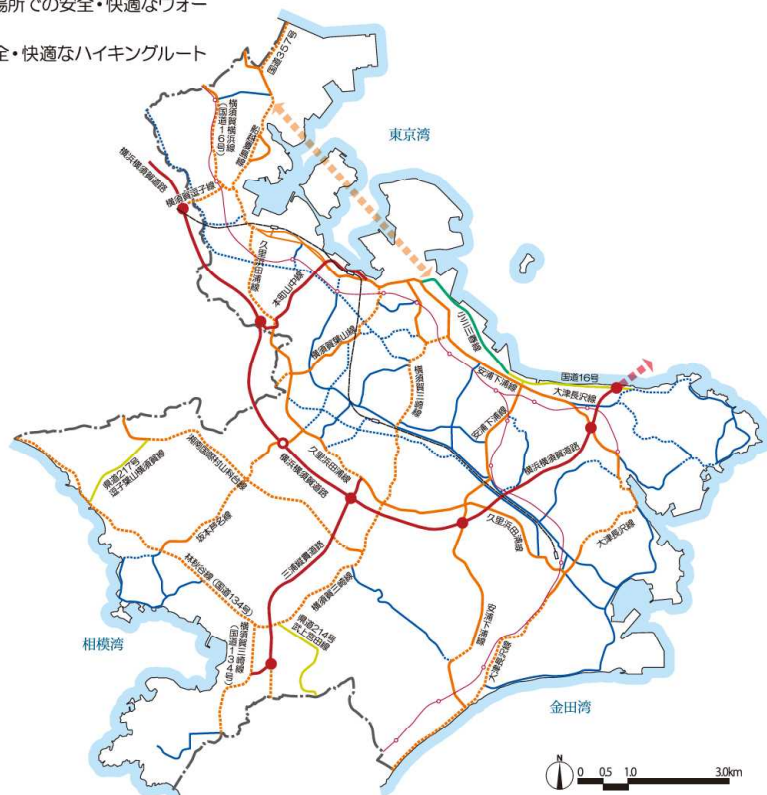 場所での安全・快適なウォー
全・快適なハイキングルート
国道357号
横須賀横浜線
(国道16号)
東京湾
横浜横須賀道路
横須賀逗子線
久里浜田浦線
本町山中線
横須賀葉山線
横須賀三崎線
小川三春線
安浦下浦線
国道16号
大津長沢線
安浦下浦線
横浜横須賀道路
久里浜田浦線
横浜横須賀道路
県道217号
逗子葉山横須賀線
坂本芦名線
三浦縦貫道路
久里浜田浦線
大津長沢線
林秋谷線(国道134号)
横須賀三崎線
県道214号
武上宮田線
横須賀三崎線
(国道134号)
安浦下浦線
大津長沢線
相模湾
金田湾
N
0 0.5 1.0 3.0km